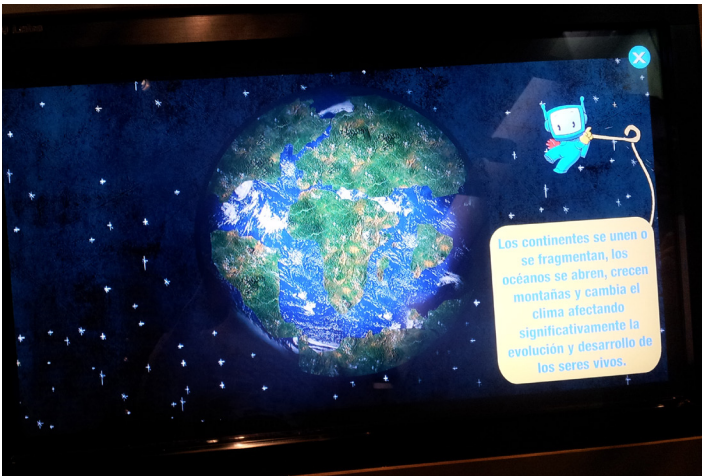 Los continentes se unen o
se fragmentan, los
océanos se abren, crecen
montañas y cambia el
clima afectando
significativamente la
evolución y desarrollo de
los seres vivos.